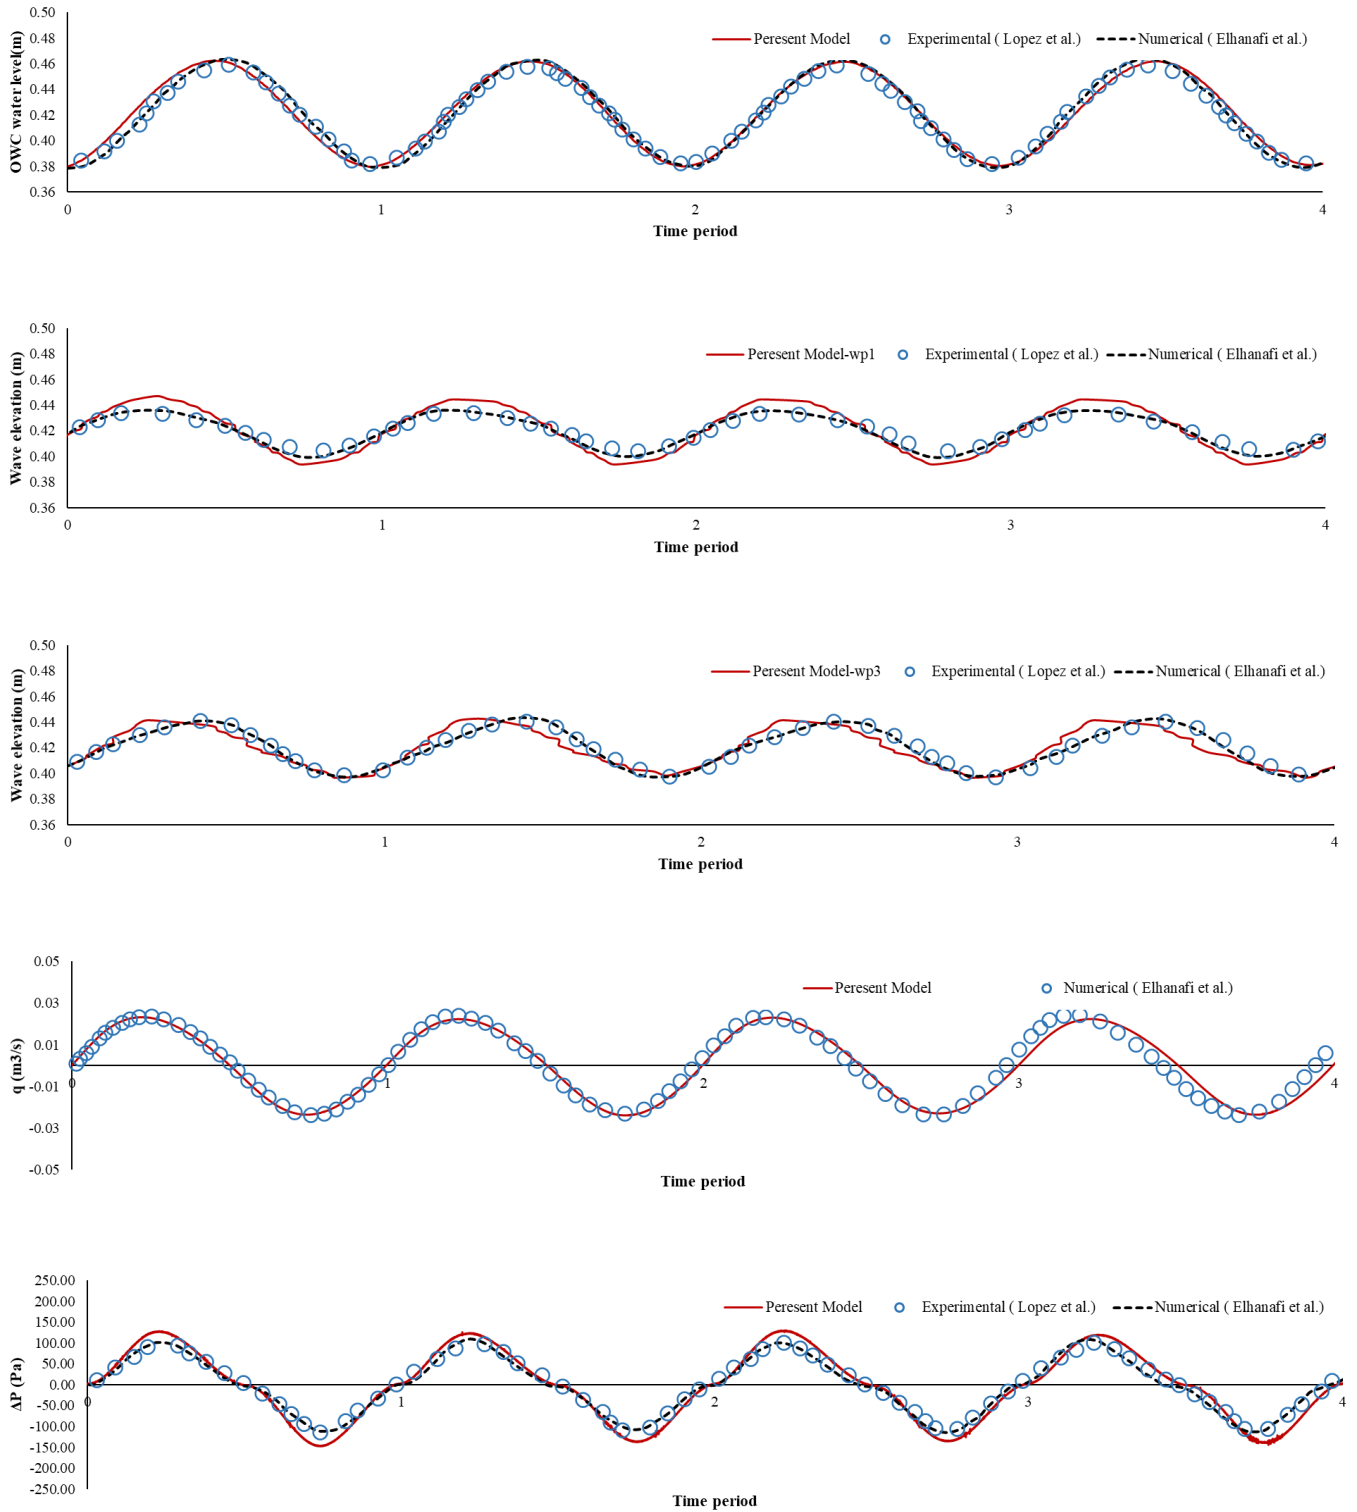 0.50
0.48
0.46
0.44
0.42
0.40
0.38
0.36
OWC water level(m)
Peresent Model
Experimental ( Lopez et al.)
Numerical ( Elhanafi et al.)
0 1 2 3 4
Time period
0.50
0.48
0.46
0.44
0.42
0.40
0.38
0.36
Wave elevation (m)
Peresent Model-wp1
Experimental ( Lopez et al.)
Numerical ( Elhanafi et al.)
0 1 2 3 4
Time period
0.50
0.48
0.46
0.44
0.42
0.40
0.38
0.36
Wave elevation (m)
Peresent Model-wp3
Experimental ( Lopez et al.)
Numerical ( Elhanafi et al.)
0 1 2 3 4
Time period
0.05
0.03
0.01
-0.01
-0.03
-0.05
q (m3/s)
Peresent Model
Numerical ( Elhanafi et al.)
0 1 2 3 4
Time period
250.00
200.00
150.00
100.00
50.00
0.00
-50.00
-100.00
-150.00
-200.00
-250.00
ΔP (Pa)
Peresent Model
Experimental ( Lopez et al.)
Numerical ( Elhanafi et al.)
0 1 2 3 4
Time period